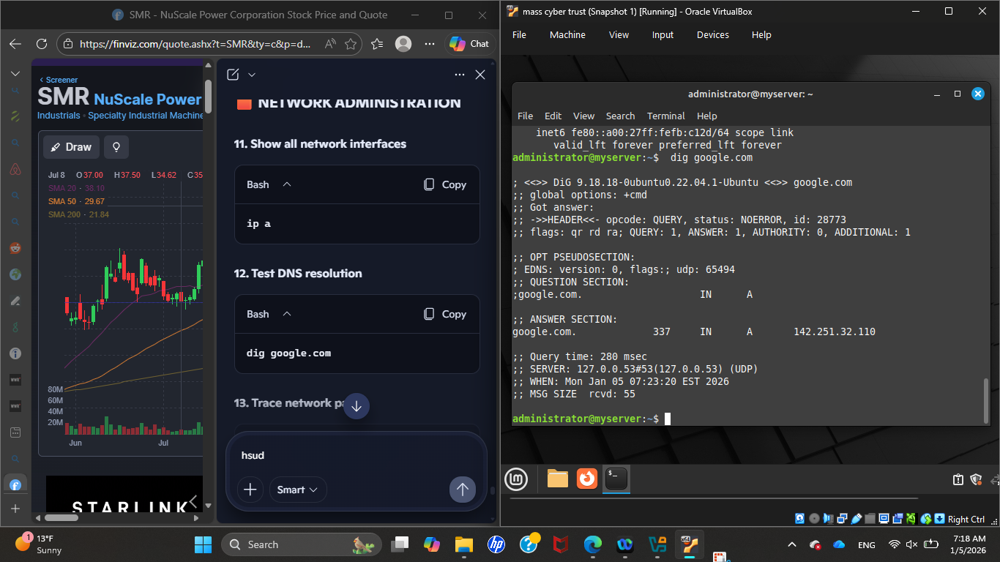 SMR - NuScale Power Corporation Stock Price and Quote
https://finviz.com/quote.ashx?t=SMR&ty=c&p=d...
Chat
Screener
SMR NuScale Power
Industrials · Specialty Industrial Machine
Draw
Jul 8 O37.00 H37.50 L34.62 C35
SMA 20 · 38.10
SMA 50 · 29.67
SMA 200 · 21.84
80M
60M
40M
20M
Jun Jul
STARLINK
NETWORK ADMINISTRATION
11. Show all network interfaces
Bash Copy
ip a
12. Test DNS resolution
Bash Copy
dig google.com
13. Trace network pa
hsud
Smart
mass cyber trust (Snapshot 1) [Running] - Oracle VirtualBox
File Machine View Input Devices Help
administrator@myserver: ~
File Edit View Search Terminal Help
inet6 fe80::a00:27ff:fefb:c12d/64 scope link
valid_lft forever preferred_lft forever
administrator@myserver:~$  dig google.com
; <<>> DiG 9.18.18-0ubuntu0.22.04.1-Ubuntu <<>> google.com
;; global options: +cmd
;; Got answer:
;; ->>HEADER<<- opcode: QUERY, status: NOERROR, id: 28773
;; flags: qr rd ra; QUERY: 1, ANSWER: 1, AUTHORITY: 0, ADDITIONAL: 1
;; OPT PSEUDOSECTION:
; EDNS: version: 0, flags:; udp: 65494
;; QUESTION SECTION:
;google.com. IN A
;; ANSWER SECTION:
google.com. 337 IN A 142.251.32.110
;; Query time: 280 msec
;; SERVER: 127.0.0.53#53(127.0.0.53) (UDP)
;; WHEN: Mon Jan 05 07:23:20 EST 2026
;; MSG SIZE  rcvd: 55
administrator@myserver:~$
Right Ctrl
1
13°F
Sunny
Search
ENG
7:18 AM
1/5/2026